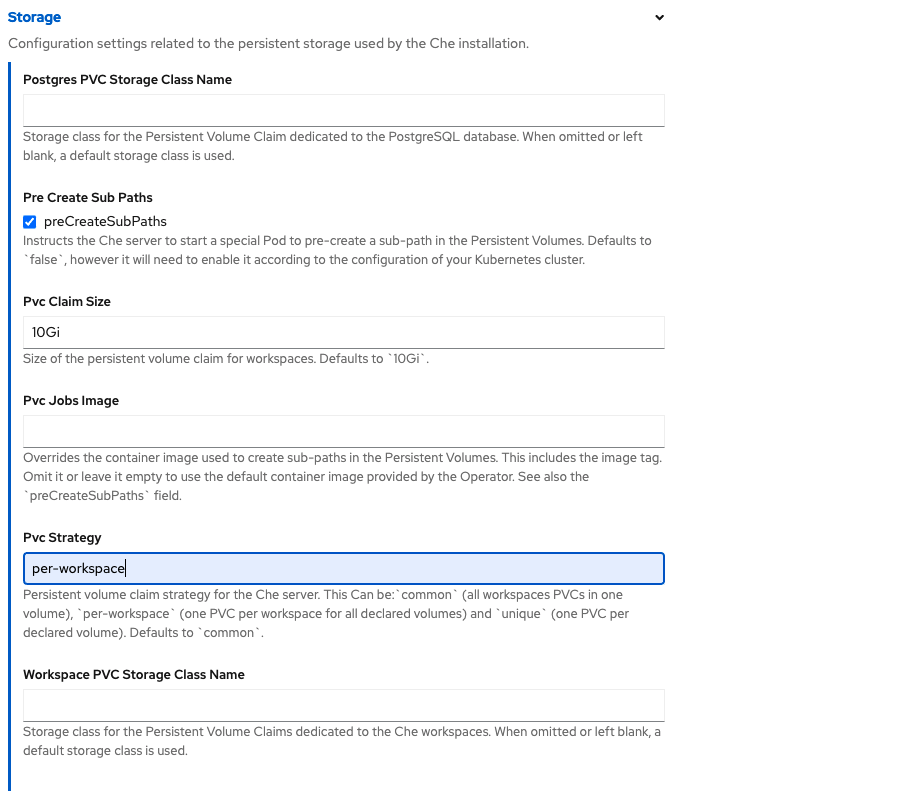 Storage
Configuration settings related to the persistent storage used by the Che installation.
Postgres PVC Storage Class Name
Storage class for the Persistent Volume Claim dedicated to the PostgreSQL database. When omitted or left
blank, a default storage class is used.
Pre Create Sub Paths
preCreateSubPaths
Instructs the Che server to start a special Pod to pre-create a sub-path in the Persistent Volumes. Defaults to
`false`, however it will need to enable it according to the configuration of your Kubernetes cluster.
Pvc Claim Size
10Gi
Size of the persistent volume claim for workspaces. Defaults to `10Gi`.
Pvc Jobs Image
Overrides the container image used to create sub-paths in the Persistent Volumes. This includes the image tag.
Omit it or leave it empty to use the default container image provided by the Operator. See also the
`preCreateSubPaths` field.
Pvc Strategy
per-workspace
Persistent volume claim strategy for the Che server. This Can be:`common` (all workspaces PVCs in one
volume), `per-workspace` (one PVC per workspace for all declared volumes) and `unique` (one PVC per
declared volume). Defaults to `common`.
Workspace PVC Storage Class Name
Storage class for the Persistent Volume Claims dedicated to the Che workspaces. When omitted or left blank, a
default storage class is used.